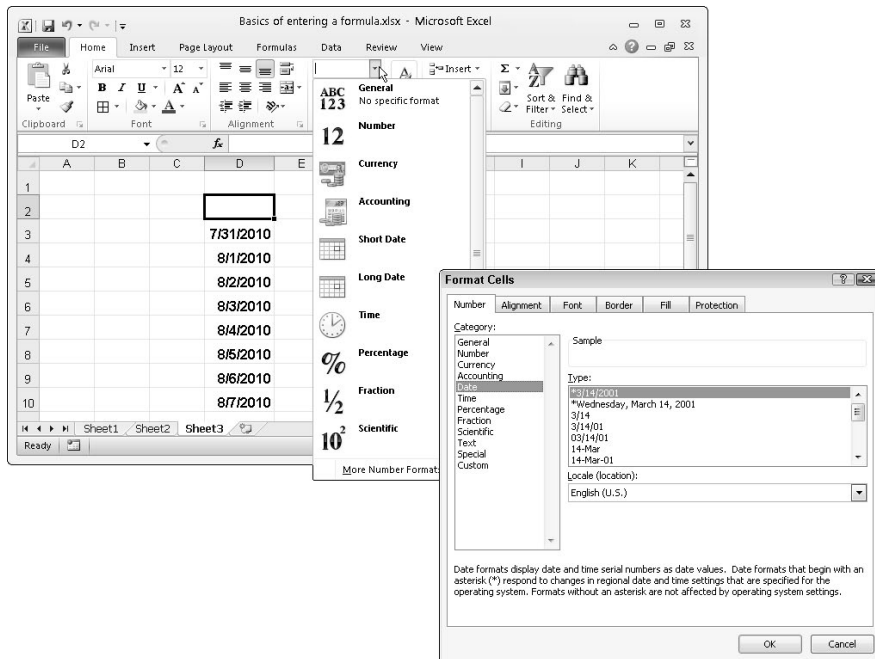 Basics of entering a formula.xlsx - Microsoft Excel
File Home Insert Page Layout Formulas Data Review View
Paste
Arial 12
B I U A A
A
Insert
Σ
Sort & Filter
Find & Select
Clipboard Font Alignment Editing
D2 fx
A B C D E I J K
1
2
3 7/31/2010
4 8/1/2010
5 8/2/2010
6 8/3/2010
7 8/4/2010
8 8/5/2010
9 8/6/2010
10 8/7/2010
Sheet1 Sheet2 Sheet3
Ready
ABC 123 General
No specific format
12 Number
Currency
Accounting
Short Date
Long Date
Time
% Percentage
1/2 Fraction
10² Scientific
More Number Formats
Format Cells
Number Alignment Font Border Fill Protection
Category:
General
Number
Currency
Accounting
Date
Time
Percentage
Fraction
Scientific
Text
Special
Custom
Sample
Type:
*3/14/2001
*Wednesday, March 14, 2001
3/14
3/14/01
03/14/01
14-Mar
14-Mar-01
Locale (location):
English (U.S.)
Date formats display date and time serial numbers as date values. Date formats that begin with an
asterisk (*) respond to changes in regional date and time settings that are specified for the
operating system. Formats without an asterisk are not affected by operating system settings.
OK Cancel